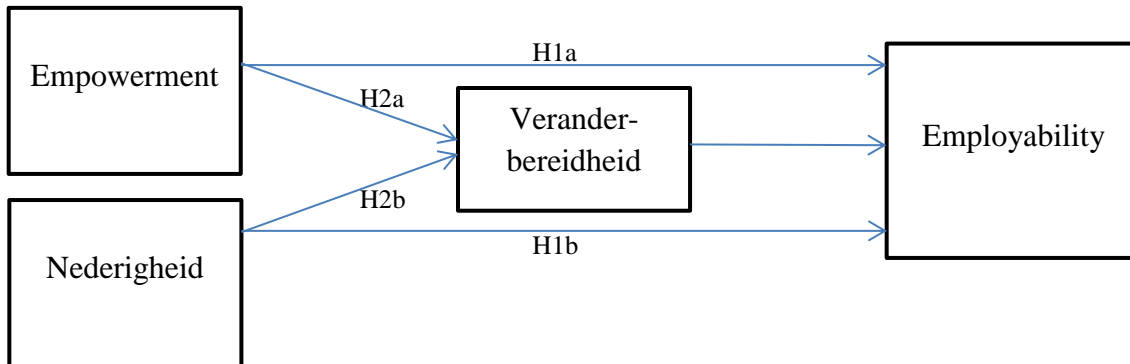 Empowerment
H1a
H2a
Verander-
bereidheid
Employability
H2b
H1b
Nederigheid